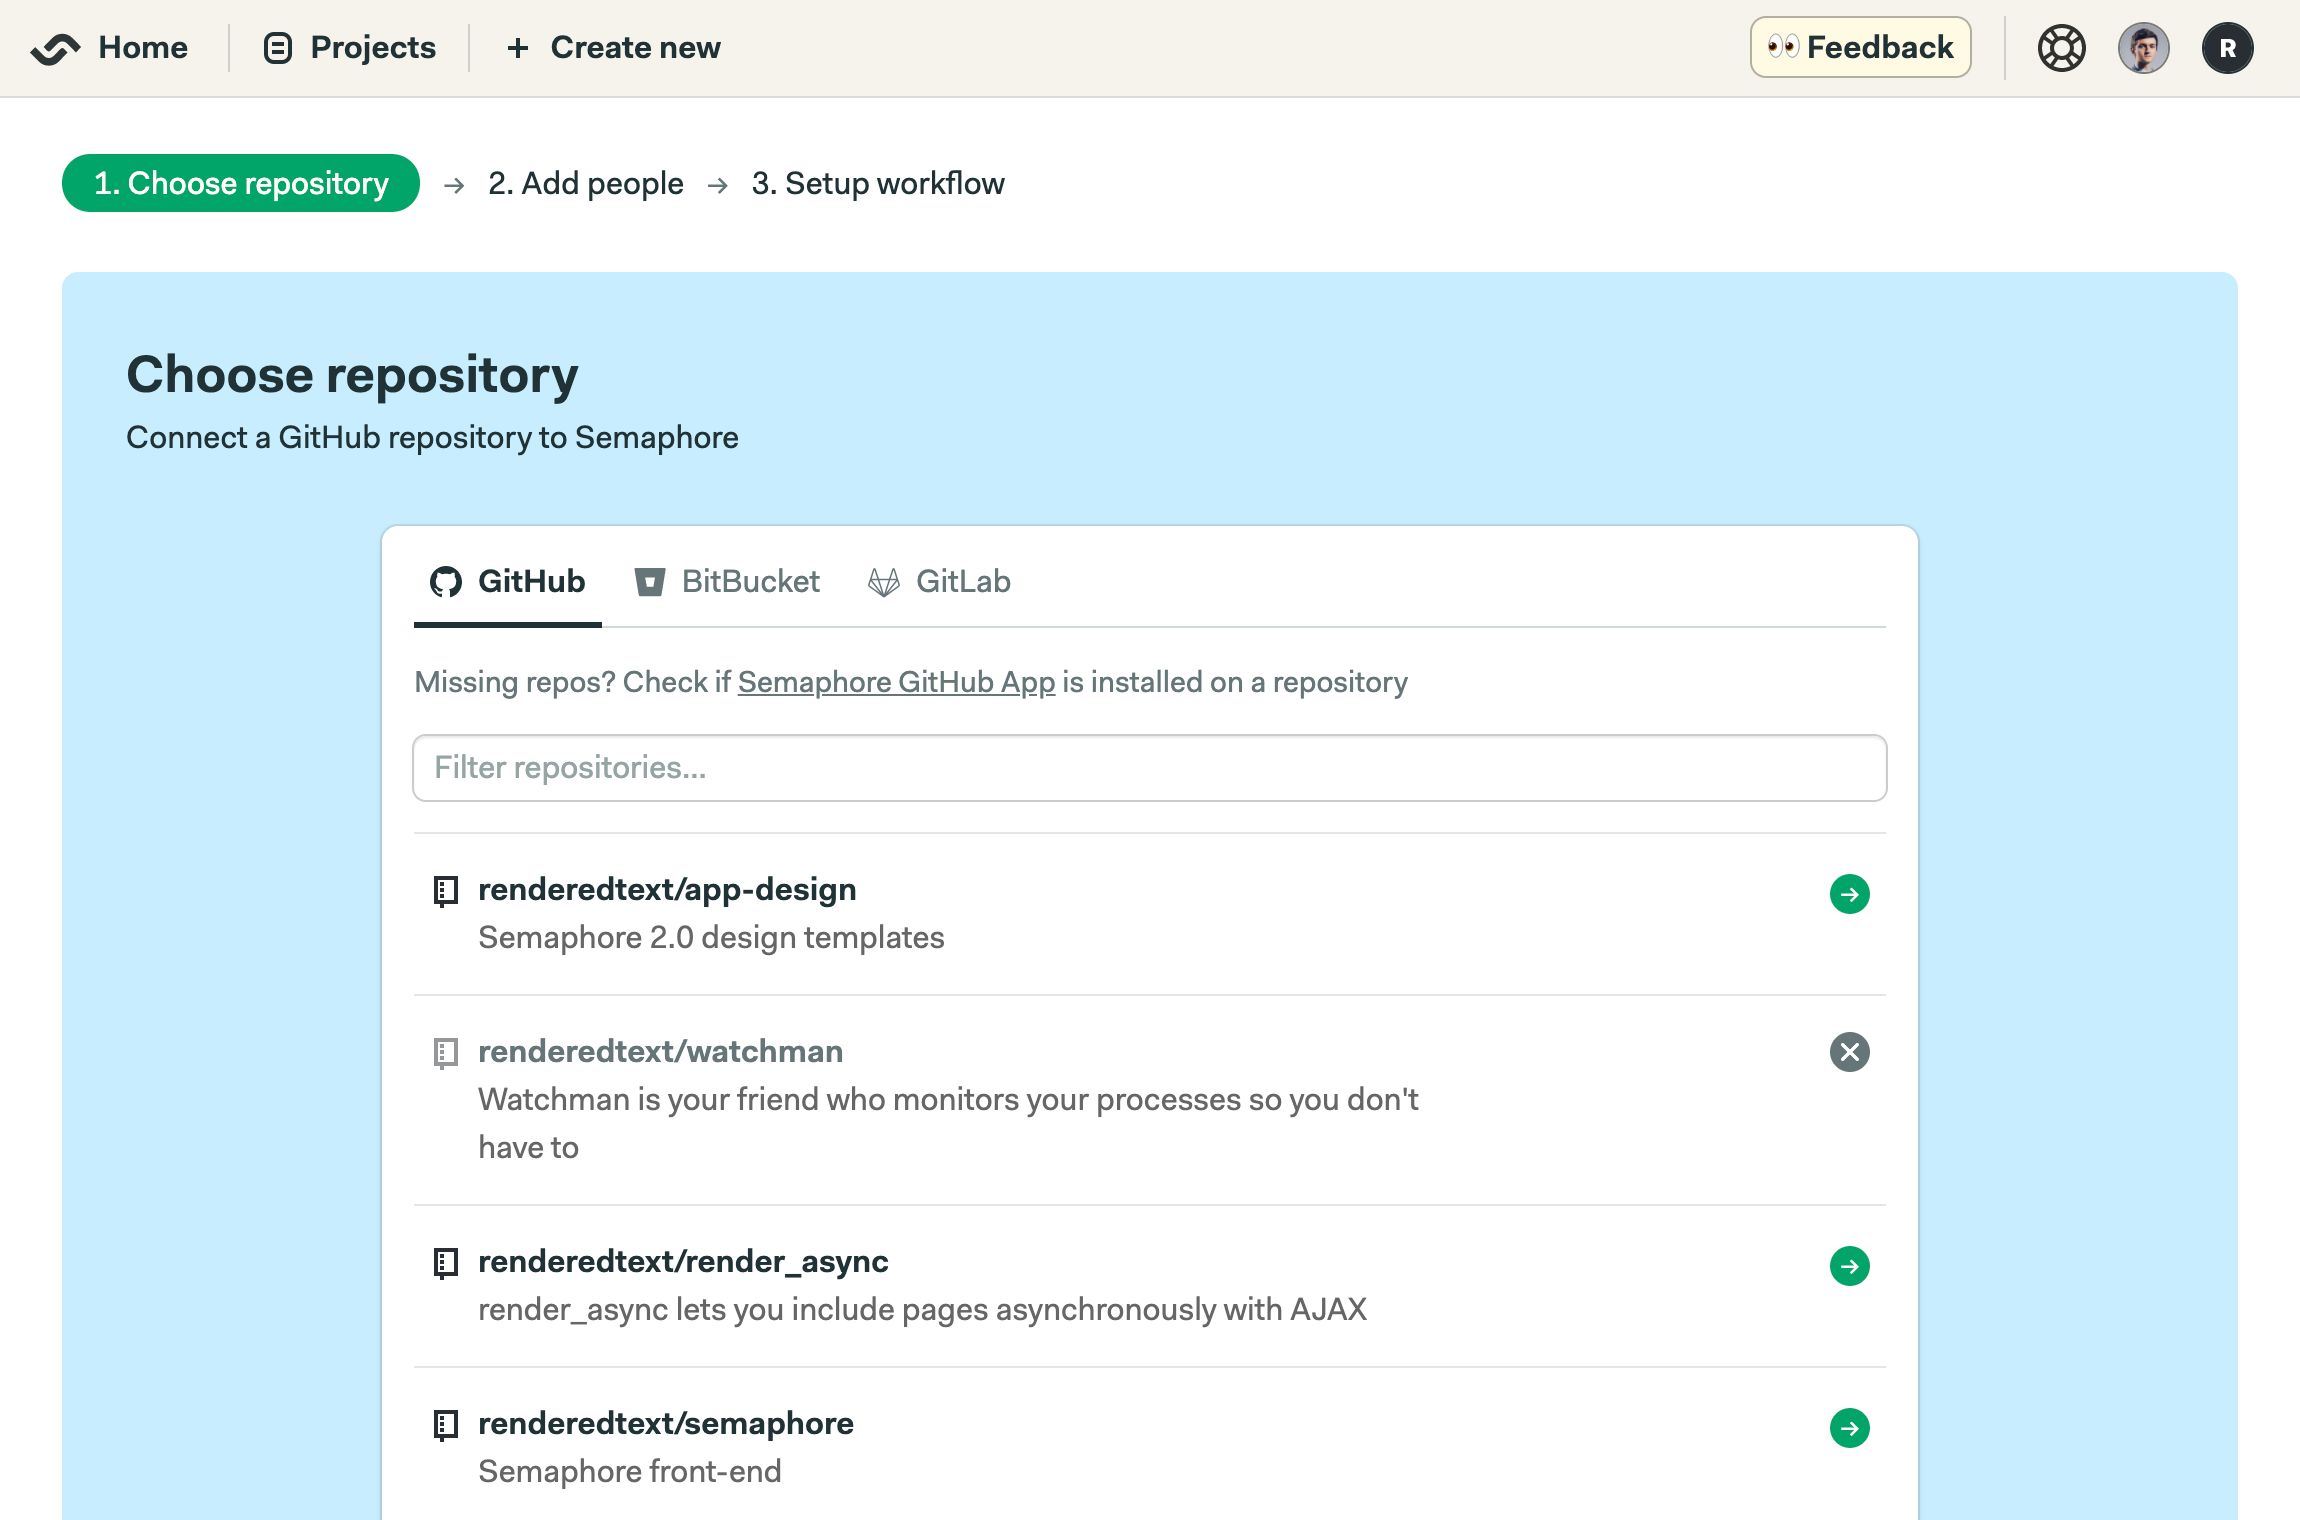 Home
Projects
+ Create new
👀 Feedback
R
1. Choose repository → 2. Add people → 3. Setup workflow
Choose repository
Connect a GitHub repository to Semaphore
GitHub
BitBucket
GitLab
Missing repos? Check if Semaphore GitHub App is installed on a repository
Filter repositories...
renderedtext/app-design
Semaphore 2.0 design templates
renderedtext/watchman
Watchman is your friend who monitors your processes so you don't
have to
renderedtext/render_async
render_async lets you include pages asynchronously with AJAX
renderedtext/semaphore
Semaphore front-end